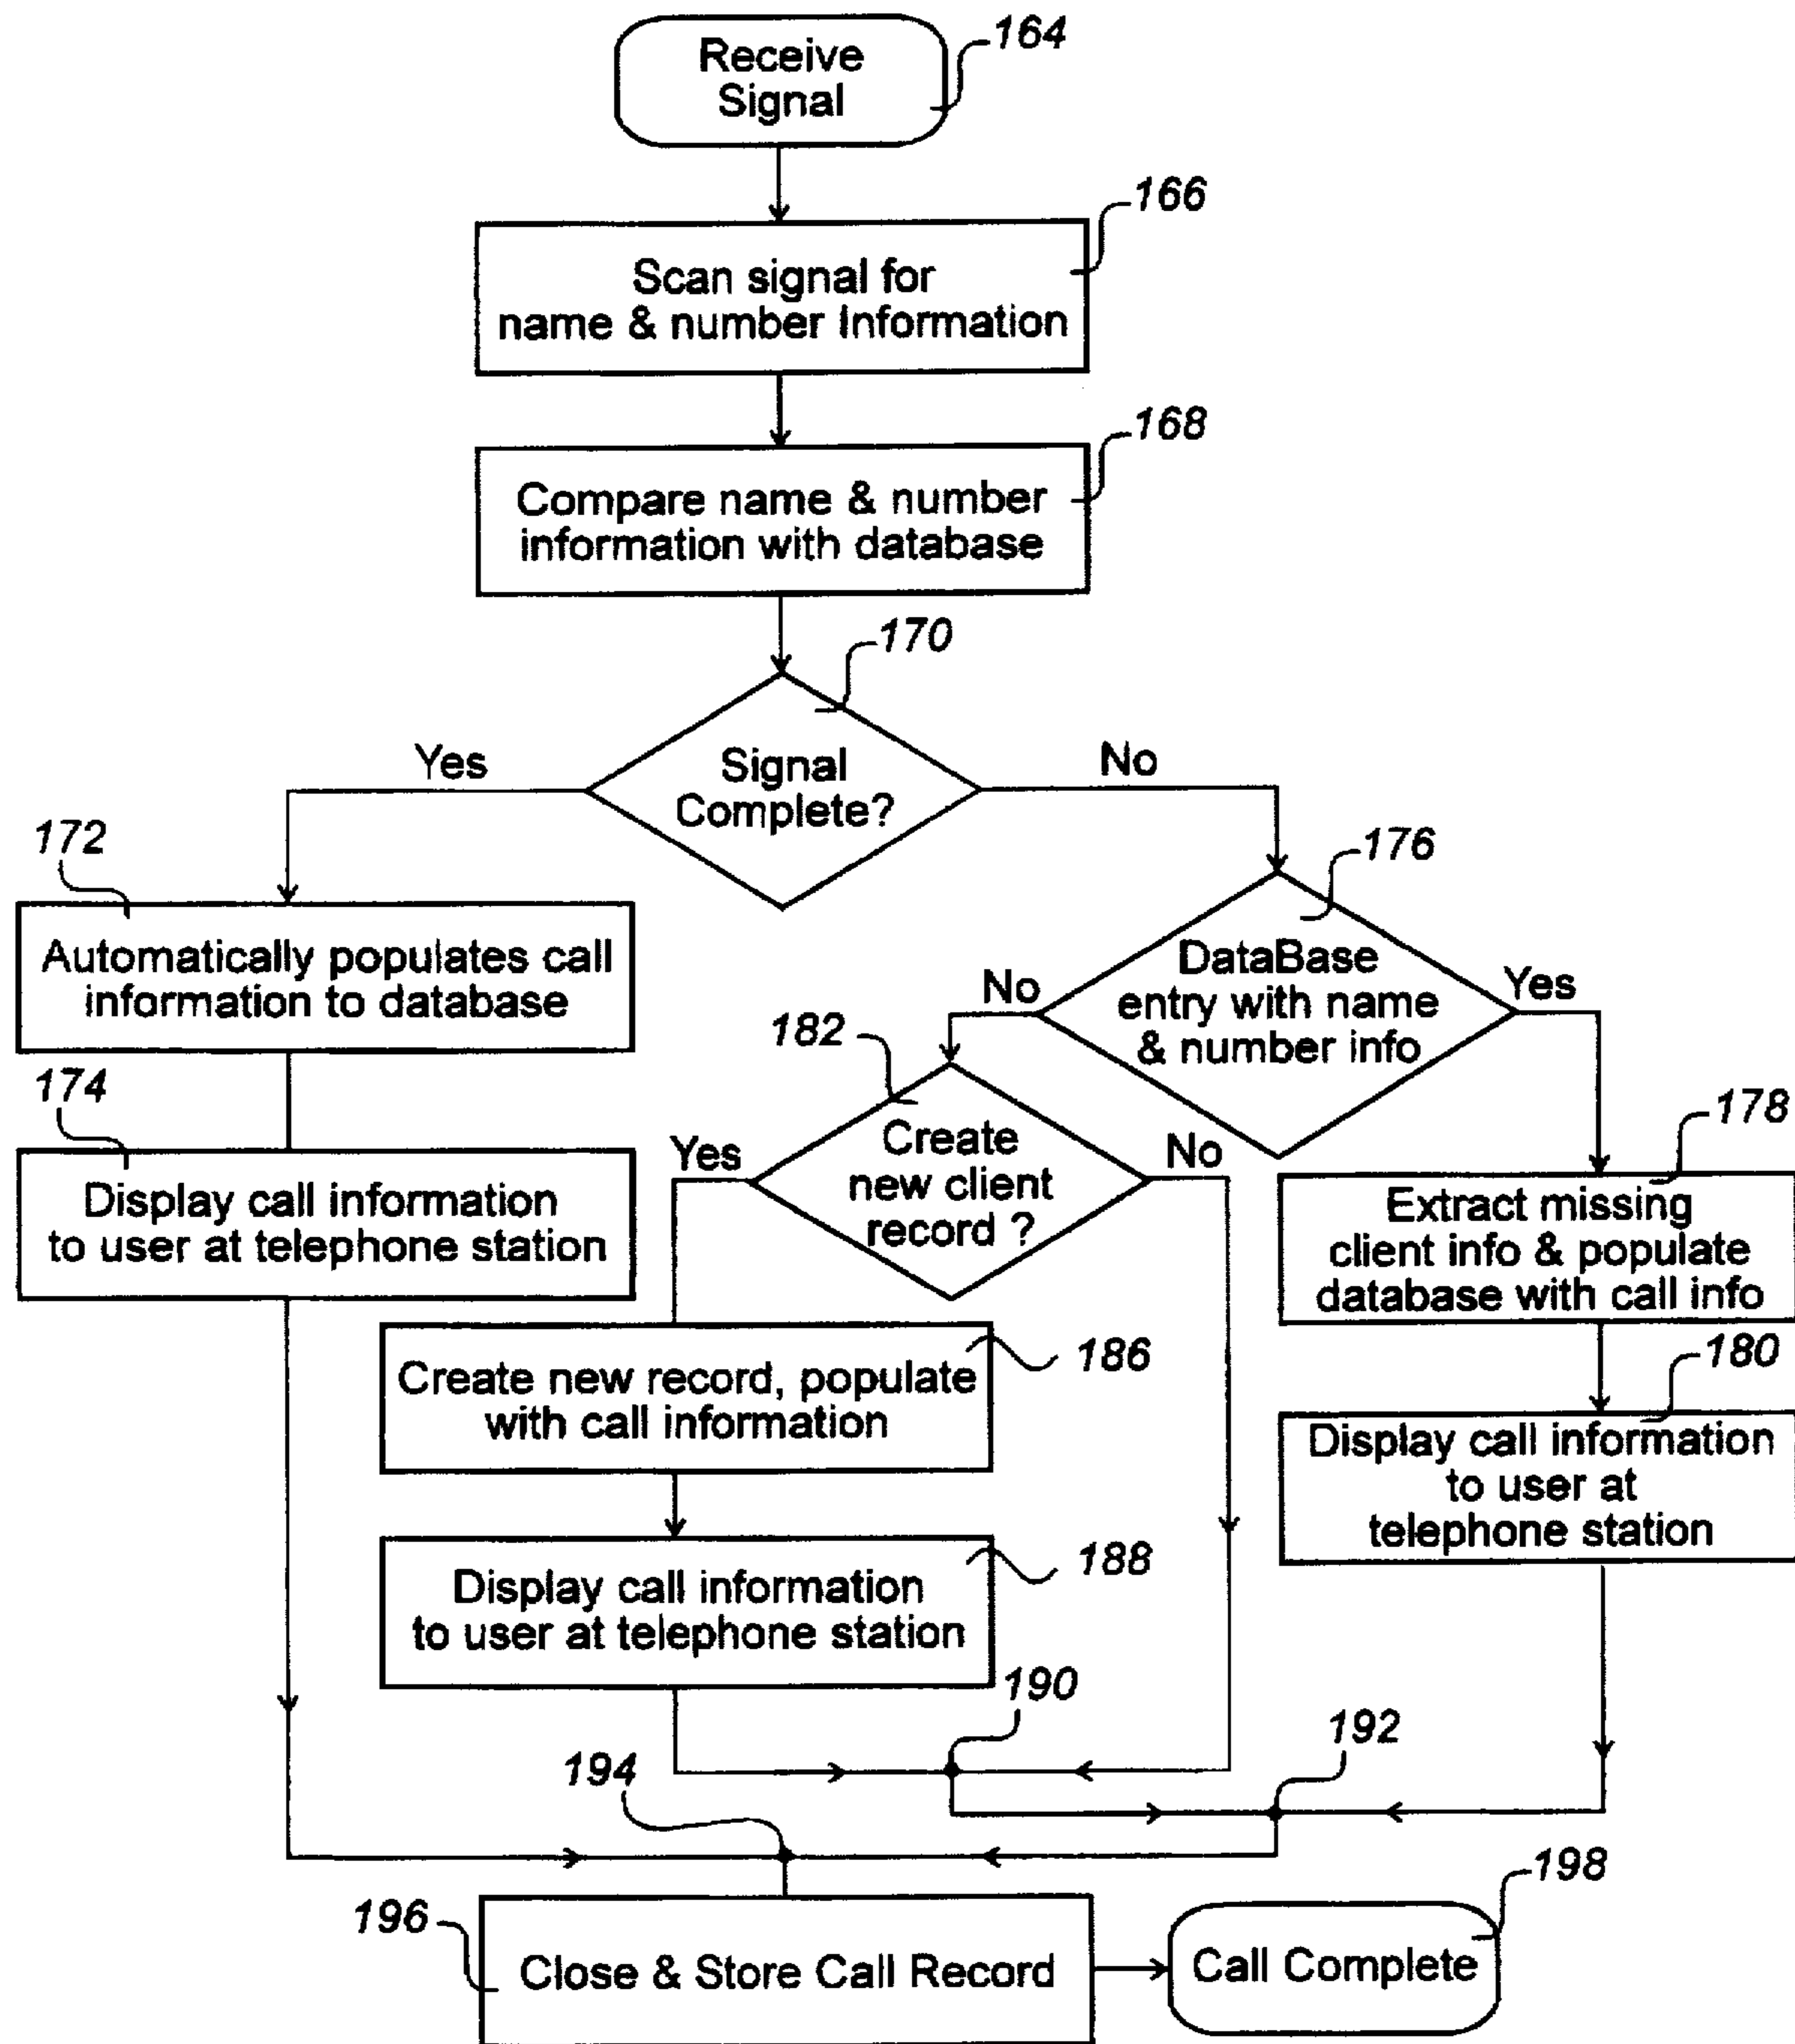 Receive
Signal
164
166
Scan signal for
name & number Information
168
Compare name & number
information with database
170
Signal
Complete?
Yes
No
172
Automatically populates call
information to database
174
Display call information
to user at telephone station
176
DataBase
entry with name
& number info
No
Yes
182
Create
new client
record ?
Yes
No
178
Extract missing
client info & populate
database with call info
186
Create new record, populate
with call information
180
Display call information
to user at
telephone station
188
Display call information
to user at telephone station
190
192
194
196
Close & Store Call Record
198
Call Complete